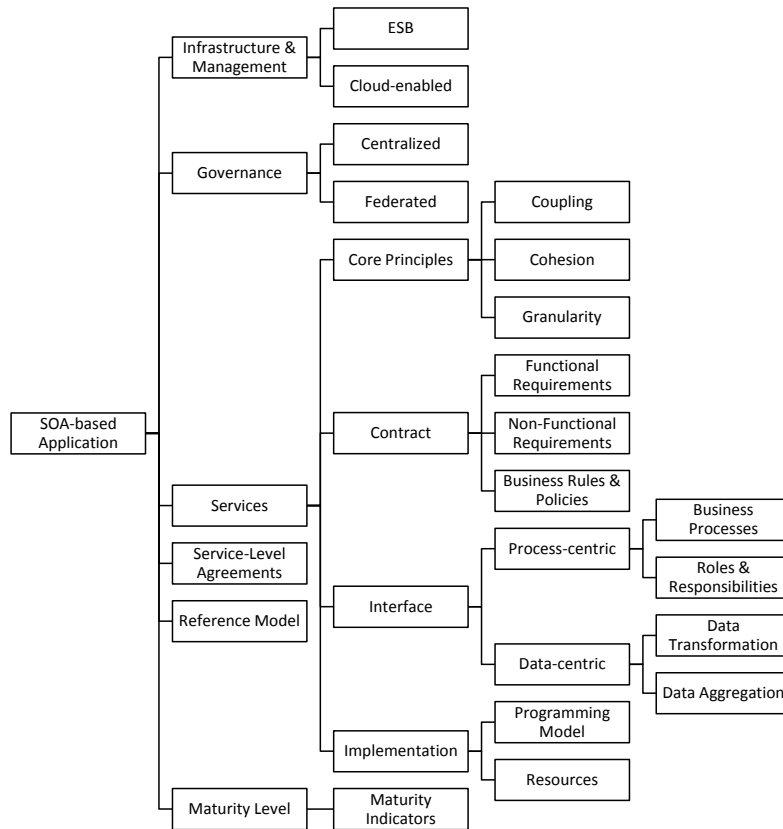 ESB
Infrastructure &
Management
Cloud-enabled
Centralized
Governance
Federated
Coupling
Core Principles
Cohesion
Granularity
Functional
Requirements
SOA-based
Application
Contract
Non-Functional
Requirements
Business Rules &
Policies
Services
Business
Processes
Process-centric
Service-Level
Agreements
Roles &
Responsibilities
Reference Model
Interface
Data
Transformation
Data-centric
Data Aggregation
Programming
Model
Implementation
Resources
Maturity Level
Maturity
Indicators